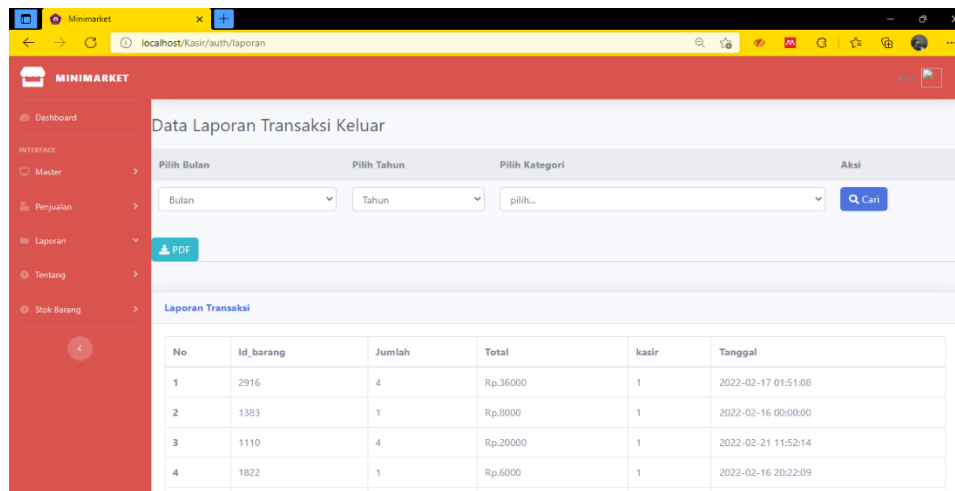 Minimarket
localhost/Kasir/auth/laporan
MINIMARKET
Dashboard
INTERFACE
Master
Penjualan
Laporan
Tentang
Stok Barang
Data Laporan Transaksi Keluar
Pilih Bulan Pilih Tahun Pilih Kategori Aksi
Bulan Tahun pilih... Cari
PDF
Laporan Transaksi
No Id_barang Jumlah Total kasir Tanggal
1 2916 4 Rp.36000 1 2022-02-17 01:51:08
2 1383 1 Rp.8000 1 2022-02-16 00:00:00
3 1110 4 Rp.20000 1 2022-02-21 11:52:14
4 1822 1 Rp.6000 1 2022-02-16 20:22:09